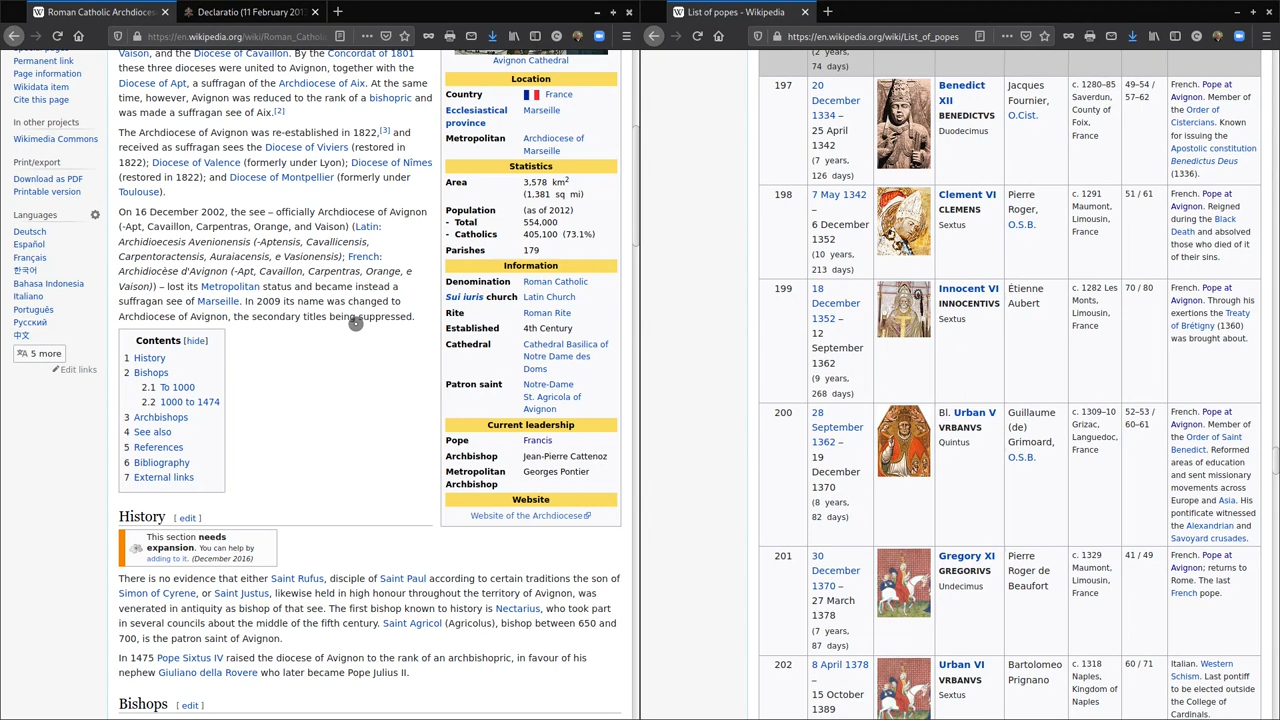 Roman Catholic Archdioces
Declaratio (11 February 201
https://en.wikipedia.org/wiki/Roman_Catholic
Permanent link
Page information
Wikidata item
Cite this page
In other projects
Wikimedia Commons
Print/export
Download as PDF
Printable version
Languages
Deutsch
Español
Français
한국어
Bahasa Indonesia
Italiano
Português
Русский
中文
5 more
Edit links
Vaison, and the Diocese of Cavaillon. By the Concordat of 1801
these three dioceses were united to Avignon, together with the
Diocese of Apt, a suffragan of the Archdiocese of Aix. At the same
time, however, Avignon was reduced to the rank of a bishopric and
was made a suffragan see of Aix.[2]
The Archdiocese of Avignon was re-established in 1822,[3] and
received as suffragan sees the Diocese of Viviers (restored in
1822); Diocese of Valence (formerly under Lyon); Diocese of Nîmes
(restored in 1822); and Diocese of Montpellier (formerly under
Toulouse).
On 16 December 2002, the see – officially Archdiocese of Avignon
(-Apt, Cavaillon, Carpentras, Orange, and Vaison) (Latin:
Archidioecesis Avenionensis (-Aptensis, Cavallicensis,
Carpentoractensis, Auraiacensis, e Vasionensis); French:
Archidiocèse d'Avignon (-Apt, Cavaillon, Carpentras, Orange, e
Vaison)) – lost its Metropolitan status and became instead a
suffragan see of Marseille. In 2009 its name was changed to
Archdiocese of Avignon, the secondary titles being suppressed.
Contents [hide]
1 History
2 Bishops
2.1 To 1000
2.2 1000 to 1474
3 Archbishops
4 See also
5 References
6 Bibliography
7 External links
History [ edit ]
This section needs
expansion. You can help by
adding to it. (December 2016)
There is no evidence that either Saint Rufus, disciple of Saint Paul according to certain traditions the son of
Simon of Cyrene, or Saint Justus, likewise held in high honour throughout the territory of Avignon, was
venerated in antiquity as bishop of that see. The first bishop known to history is Nectarius, who took part
in several councils about the middle of the fifth century. Saint Agricol (Agricolus), bishop between 650 and
700, is the patron saint of Avignon.
In 1475 Pope Sixtus IV raised the diocese of Avignon to the rank of an archbishopric, in favour of his
nephew Giuliano della Rovere who later became Pope Julius II.
Bishops [ edit ]
Avignon Cathedral
Location
Country France
Ecclesiastical Marseille
province
Metropolitan Archdiocese of
Marseille
Statistics
Area 3,578 km2
(1,381 sq mi)
Population (as of 2012)
- Total 554,000
- Catholics 405,100 (73.1%)
Parishes 179
Information
Denomination Roman Catholic
Sui iuris church Latin Church
Rite Roman Rite
Established 4th Century
Cathedral Cathedral Basilica of
Notre Dame des
Doms
Patron saint Notre-Dame
St. Agricola of
Avignon
Current leadership
Pope Francis
Archbishop Jean-Pierre Cattenoz
Metropolitan Georges Pontier
Archbishop
Website
Website of the Archdiocese
List of popes - Wikipedia
https://en.wikipedia.org/wiki/List_of_popes
(2 years,
74 days)
197
20
December
1334 –
25 April
1342
(7 years,
126 days)
Benedict
XII
BENEDICTVS
Duodecimus
Jacques
Fournier,
O.Cist.
c. 1280–85
Saverdun,
County of
Foix,
France
49–54 /
57–62
French. Pope at
Avignon. Member of
the Order of
Cistercians. Known
for issuing the
Apostolic constitution
Benedictus Deus
(1336).
198
7 May 1342
–
6 December
1352
(10 years,
213 days)
Clement VI
CLEMENS
Sextus
Pierre
Roger,
O.S.B.
c. 1291
Maumont,
Limousin,
France
51 / 61
French. Pope at
Avignon. Reigned
during the Black
Death and absolved
those who died of it
of their sins.
199
18
December
1352 –
12
September
1362
(9 years,
268 days)
Innocent VI
INNOCENTIVS
Sextus
Étienne
Aubert
c. 1282 Les
Monts,
Limousin,
France
70 / 80
French. Pope at
Avignon. Through his
exertions the Treaty
of Brétigny (1360)
was brought about.
200
28
September
1362 –
19
December
1370
(8 years,
82 days)
Bl. Urban V
VRBANVS
Quintus
Guillaume
(de)
Grimoard,
O.S.B.
c. 1309–10
Grizac,
Languedoc,
France
52–53 /
60–61
French. Pope at
Avignon. Member of
the Order of Saint
Benedict. Reformed
areas of education
and sent missionary
movements across
Europe and Asia. His
pontificate witnessed
the Alexandrian and
Savoyard crusades.
201
30
December
1370 –
27 March
1378
(7 years,
87 days)
Gregory XI
GREGORIVS
Undecimus
Pierre
Roger de
Beaufort
c. 1329
Maumont,
Limousin,
France
41 / 49
French. Pope at
Avignon; returns to
Rome. The last
French pope.
202
8 April 1378
–
15 October
1389
Urban VI
VRBANVS
Sextus
Bartolomeo
Prignano
c. 1318
Naples,
Kingdom of
Naples
60 / 71
Italian. Western
Schism. Last pontiff
to be elected outside
the College of
Cardinals.